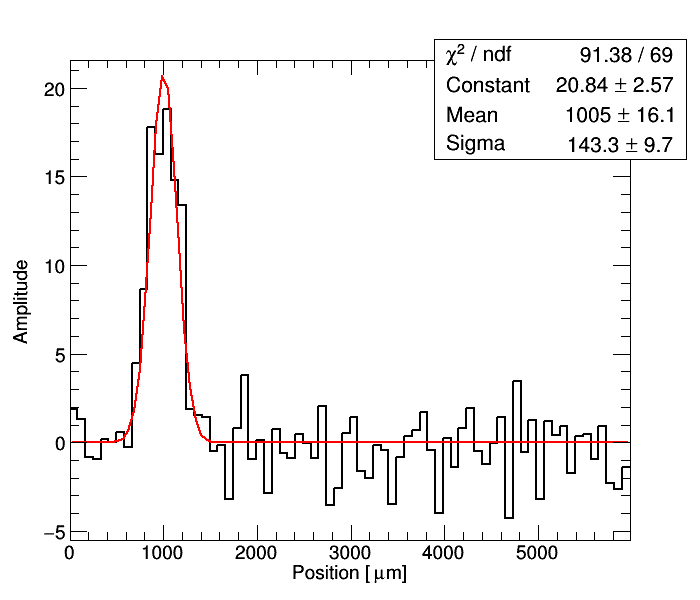 χ² / ndf 91.38 / 69
Constant 20.84 ± 2.57
Mean 1005 ± 16.1
Sigma 143.3 ± 9.7
20
15
10
5
0
−5
Amplitude
0 1000 2000 3000 4000 5000
Position [ μm]